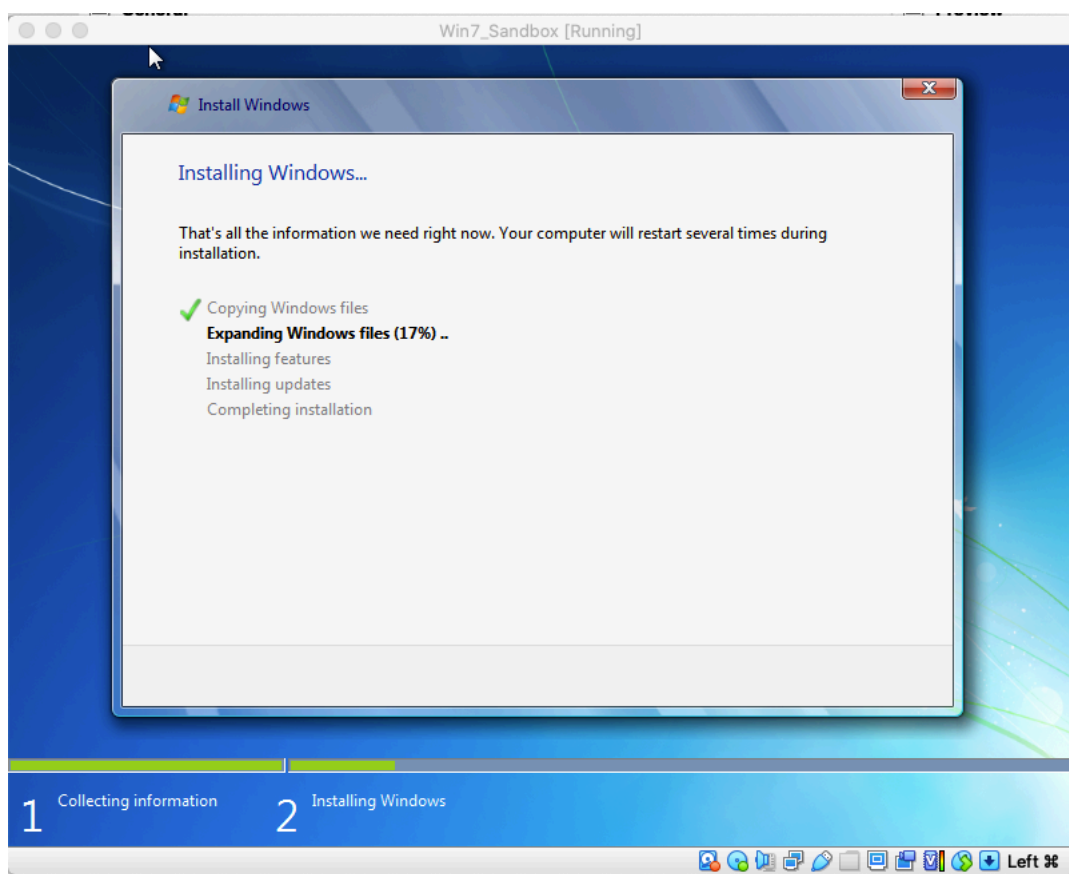 Win7_Sandbox [Running]
Install Windows
Installing Windows...
That's all the information we need right now. Your computer will restart several times during
installation.
Copying Windows files
Expanding Windows files (17%) ..
Installing features
Installing updates
Completing installation
1 Collecting information 2 Installing Windows
Left ⌘